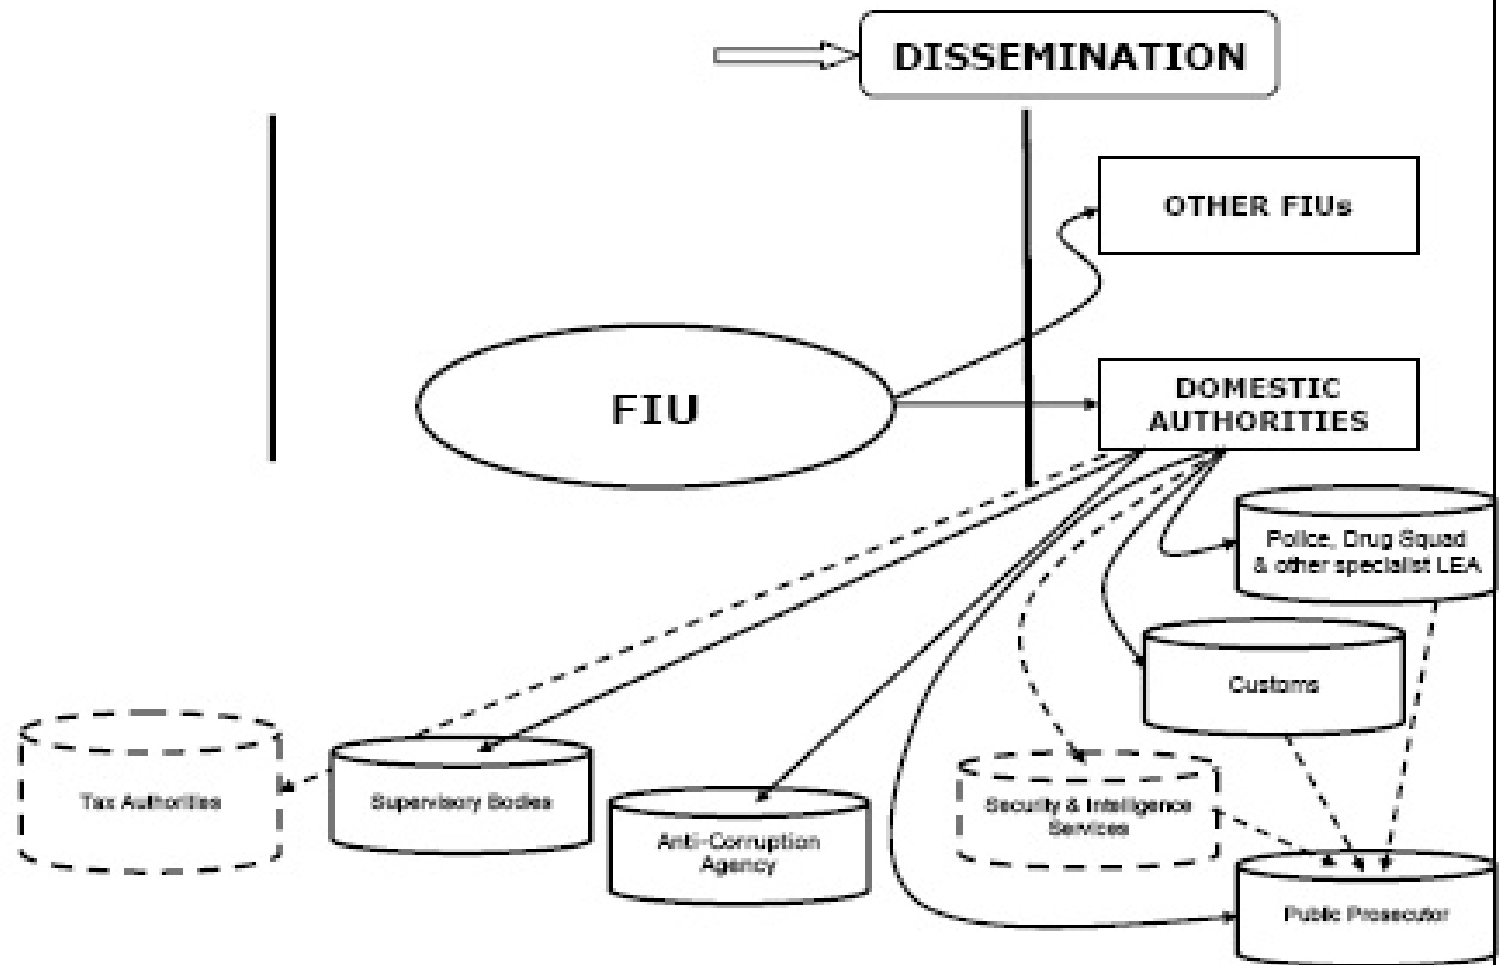 DISSEMINATION
OTHER FIUs
FIU
DOMESTIC
AUTHORITIES
Police, Drug Squad
& other specialist LEA
Customs
Tax Authorities
Supervisory Bodies
Anti-Corruption
Agency
Security & Intelligence
Services
Public Prosecutor